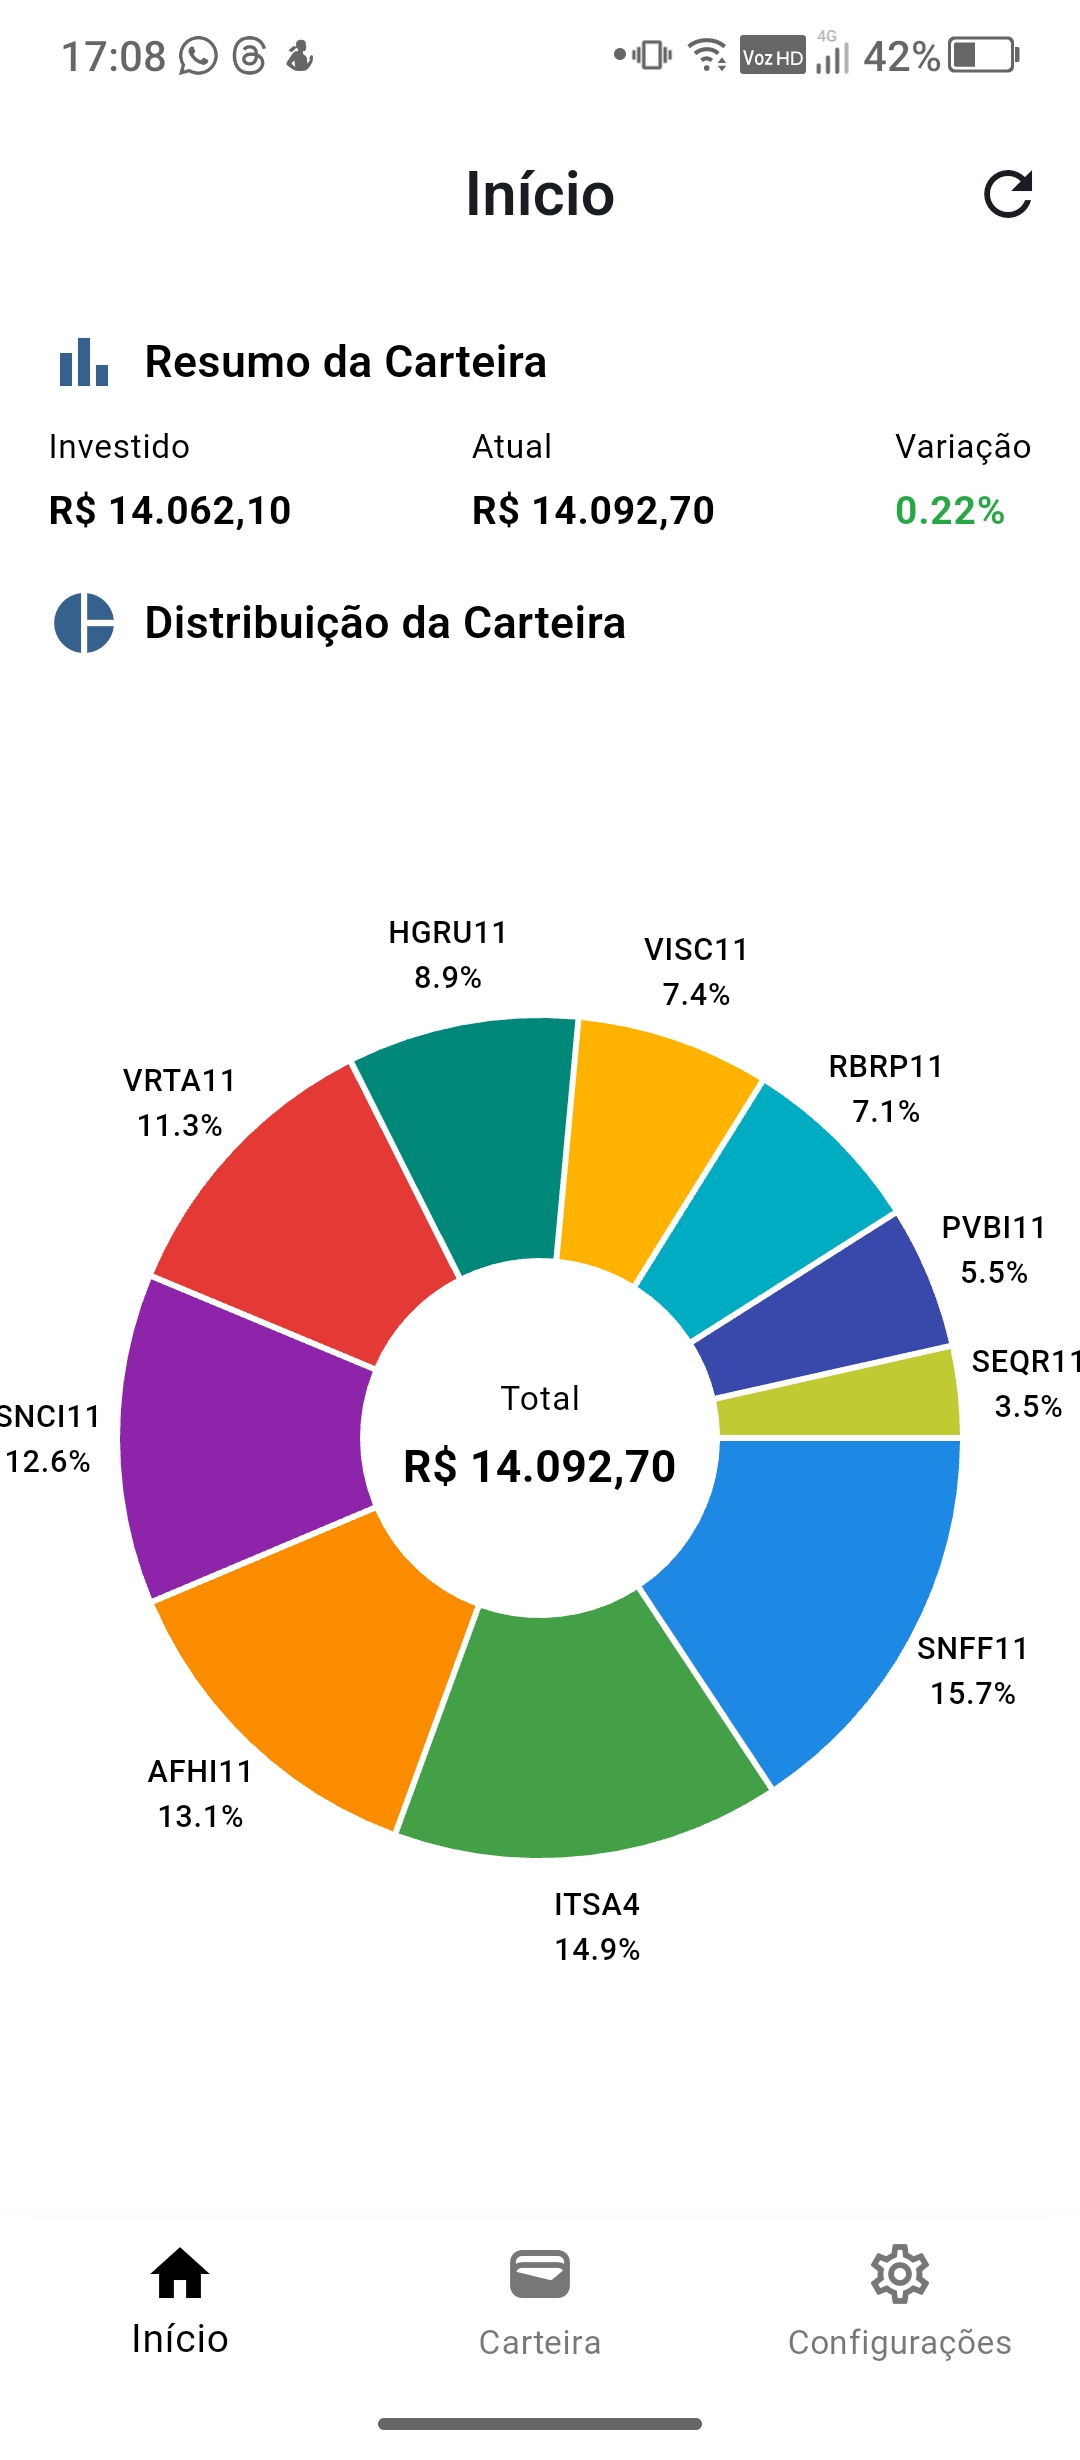 17:08
Voz HD 4G 42%
Início
Resumo da Carteira
Investido Atual Variação
R$ 14.062,10 R$ 14.092,70 0.22%
Distribuição da Carteira
HGRU11
8.9%
VISC11
7.4%
RBRP11
7.1%
VRTA11
11.3%
PVBI11
5.5%
SEQR11
3.5%
Total
R$ 14.092,70
SNCI11
12.6%
SNFF11
15.7%
AFHI11
13.1%
ITSA4
14.9%
Início Carteira Configurações